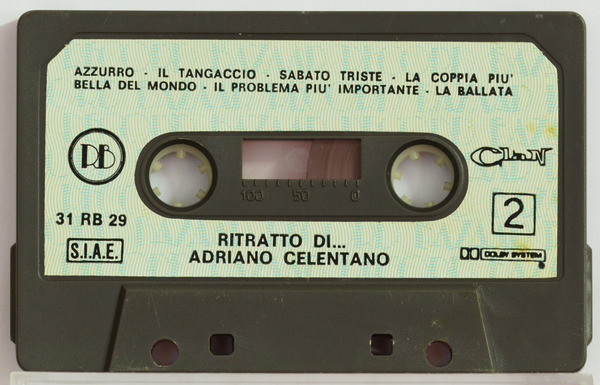 AZZURRO · IL TANGACCIO · SABATO TRISTE · LA COPPIA PIU'
BELLA DEL MONDO · IL PROBLEMA PIU' IMPORTANTE · LA BALLATA
RB
CLAN
100 50 0
31 RB 29
2
S.I.A.E.
RITRATTO DI...
ADRIANO CELENTANO
DOLBY SYSTEM